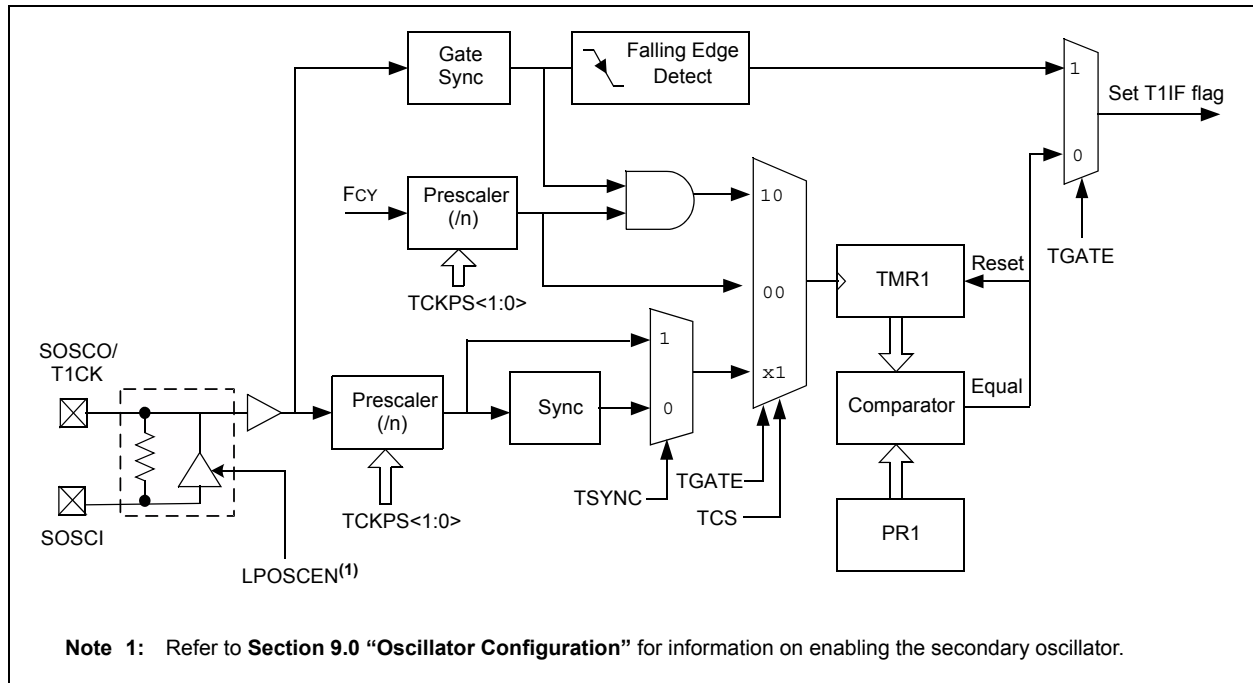 Gate
Sync
Falling Edge
Detect
1
Set T1IF flag
0
TGATE
FCY
Prescaler
(/n)
TCKPS<1:0>
10
00
x1
TMR1
Reset
SOSCO/
T1CK
SOSCI
Prescaler
(/n)
TCKPS<1:0>
Sync
1
0
TSYNC
TGATE
TCS
Comparator
Equal
PR1
LPOSCEN(1)
Note 1: Refer to Section 9.0 “Oscillator Configuration” for information on enabling the secondary oscillator.